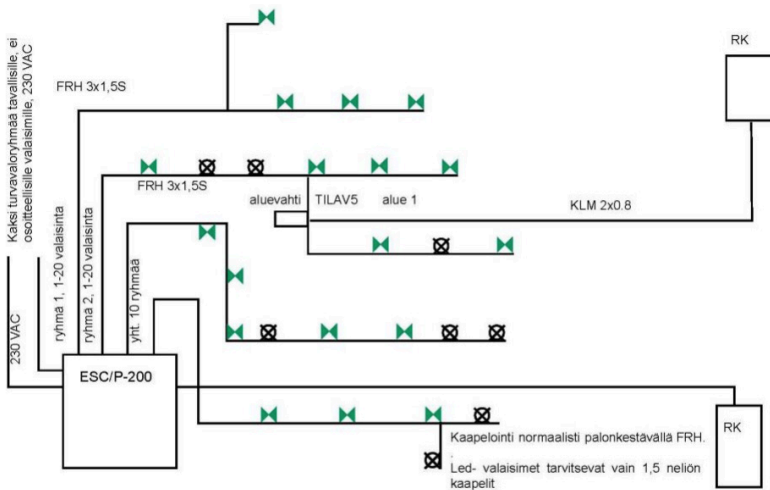 Kaksi turvavaloryhmää tavallisille, ei
osoitteellisille valaisimille, 230 VAC
FRH 3x1,5S
RK
FRH 3x1,5S
aluevahti TILAV5 alue 1
KLM 2x0.8
230 VAC
ryhmä 1, 1-20 valaisinta
ryhmä 2, 1-20 valaisinta
yht. 10 ryhmää
ESC/P-200
RK
Kaapelointi normaalisti palonkestävällä FRH.
.
Led- valaisimet tarvitsevat vain 1,5 neliön
kaapelit